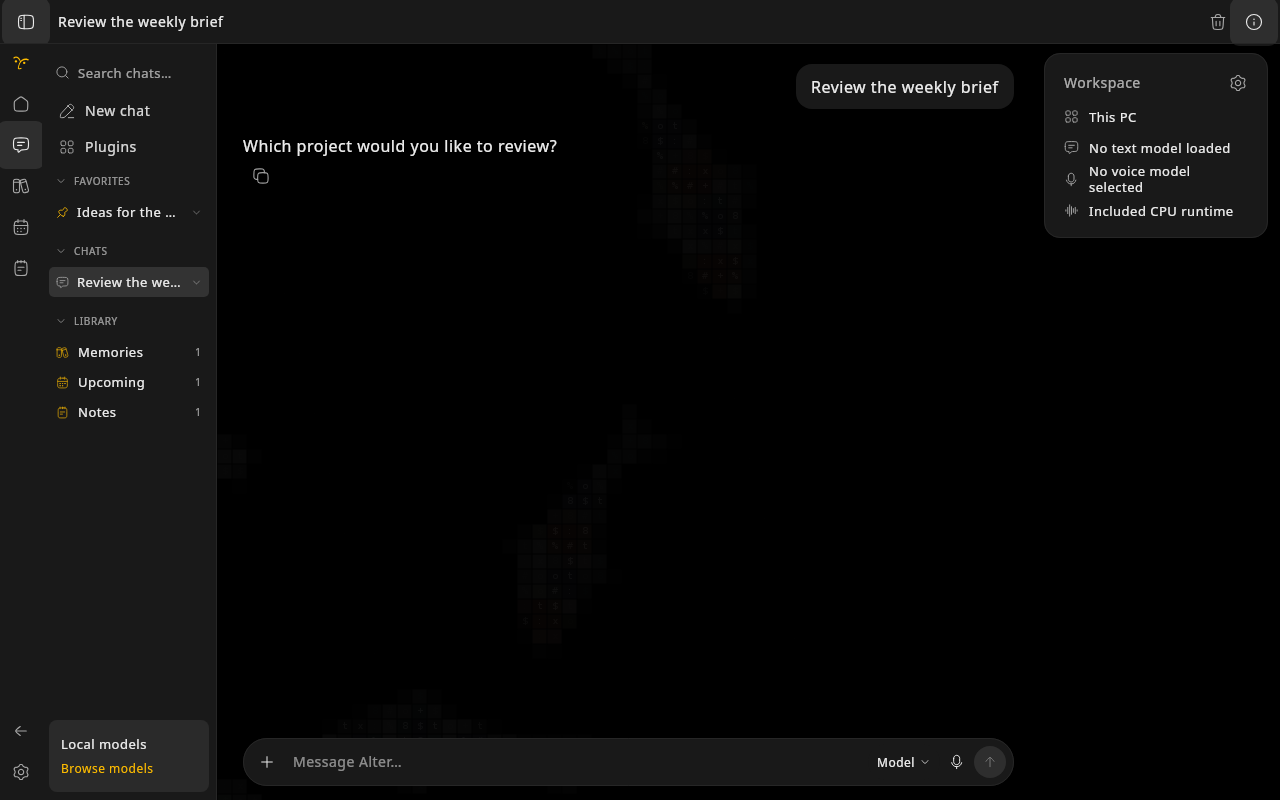 Review the weekly brief
Search chats...
New chat
Plugins
FAVORITES
Ideas for the ...
CHATS
Review the we...
LIBRARY
Memories 1
Upcoming 1
Notes 1
Local models
Browse models
Review the weekly brief
Which project would you like to review?
Message Alter...
Model
Workspace
This PC
No text model loaded
No voice model
selected
Included CPU runtime